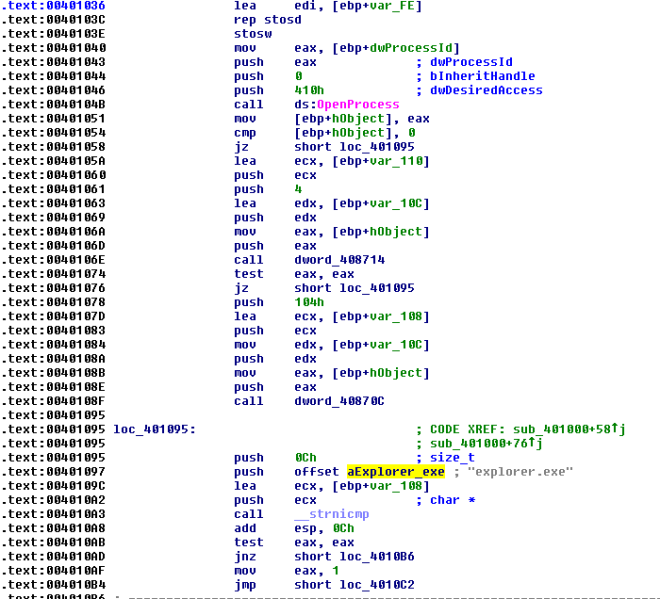 .text:00401036 lea edi, [ebp+var_FE]
.text:0040103C rep stosd
.text:0040103E stosw
.text:00401040 mov eax, [ebp+dwProcessId]
.text:00401043 push eax ; dwProcessId
.text:00401044 push 0 ; bInheritHandle
.text:00401046 push 410h ; dwDesiredAccess
.text:0040104B call ds:OpenProcess
.text:00401051 mov [ebp+hObject], eax
.text:00401054 cmp [ebp+hObject], 0
.text:00401058 jz short loc_401095
.text:0040105A lea ecx, [ebp+var_110]
.text:00401060 push ecx
.text:00401061 push 4
.text:00401063 lea edx, [ebp+var_10C]
.text:00401069 push edx
.text:0040106A mov eax, [ebp+hObject]
.text:0040106D push eax
.text:0040106E call dword_408714
.text:00401074 test eax, eax
.text:00401076 jz short loc_401095
.text:00401078 push 104h
.text:0040107D lea ecx, [ebp+var_108]
.text:00401083 push ecx
.text:00401084 mov edx, [ebp+var_10C]
.text:0040108A push edx
.text:0040108B mov eax, [ebp+hObject]
.text:0040108E push eax
.text:0040108F call dword_40870C
.text:00401095
.text:00401095 loc_401095: ; CODE XREF: sub_401000+58↑j
.text:00401095 ; sub_401000+76↑j
.text:00401095 push 0Ch ; size_t
.text:00401097 push offset aExplorer_exe ; "explorer.exe"
.text:0040109C lea ecx, [ebp+var_108]
.text:004010A2 push ecx ; char *
.text:004010A3 call __strnicmp
.text:004010A8 add esp, 0Ch
.text:004010AB test eax, eax
.text:004010AD jnz short loc_4010B6
.text:004010AF mov eax, 1
.text:004010B4 jmp short loc_4010C2